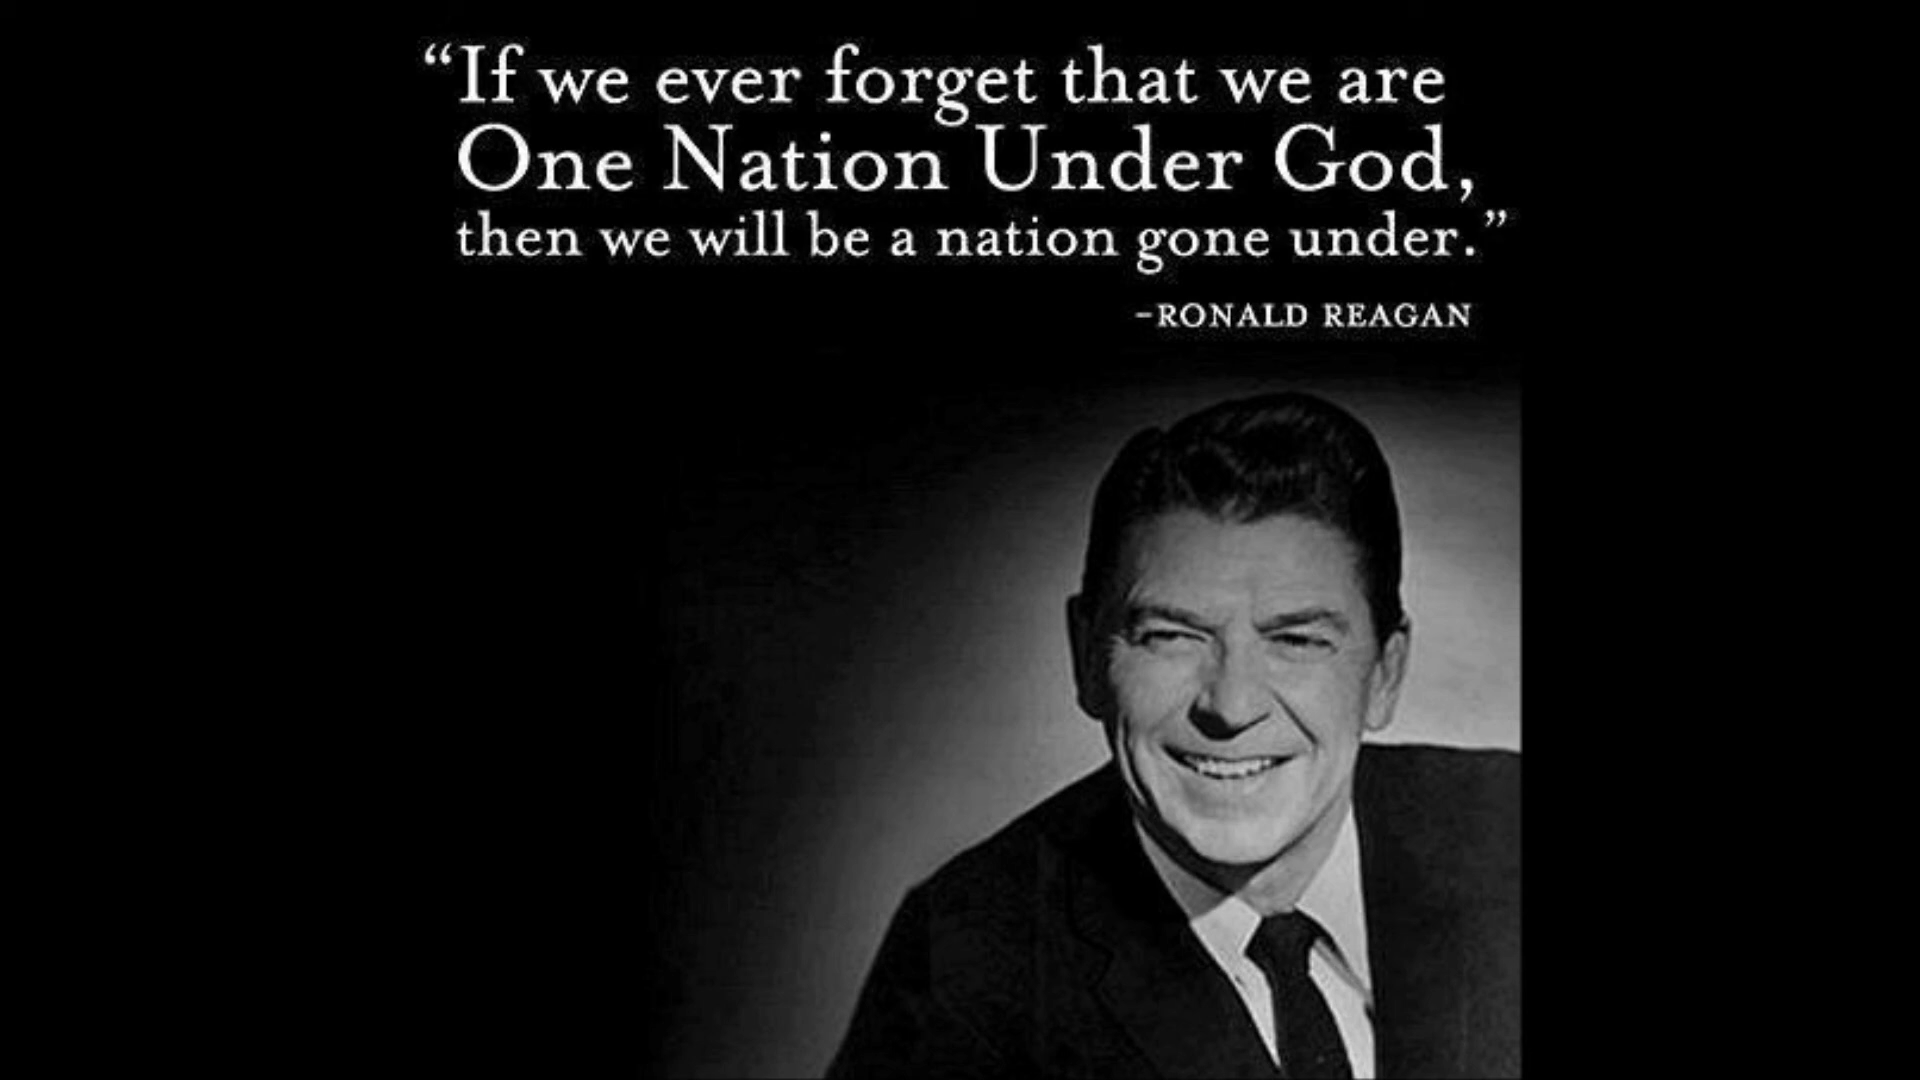 “If we ever forget that we are
One Nation Under God,
then we will be a nation gone under.”
–RONALD REAGAN